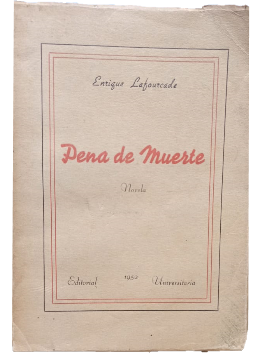 Enrique Lafourcade
Pena de Muerte
Novela
Editorial 1952 Universitaria